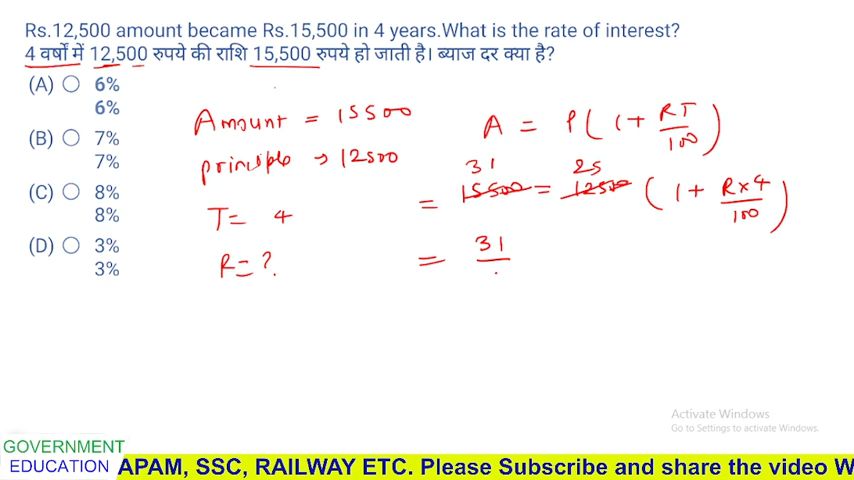 Rs.12,500 amount became Rs.15,500 in 4 years.What is the rate of interest?
4 वर्षों में 12,500 रुपये की राशि 15,500 रुपये हो जाती है। ब्याज दर क्या है?
(A) 6%
6%
(B) 7%
7%
(C) 8%
8%
(D) 3%
3%
Amount = 15500
principle → 12500
T= 4
R=?
A = P(1+ RT/100)
31 25
= 15500 = 12500 (1+ R×4/100)
= 31/
Activate Windows
Go to Settings to activate Windows.
GOVERNMENT
EDUCATION
APAM, SSC, RAILWAY ETC. Please Subscribe and share the video W